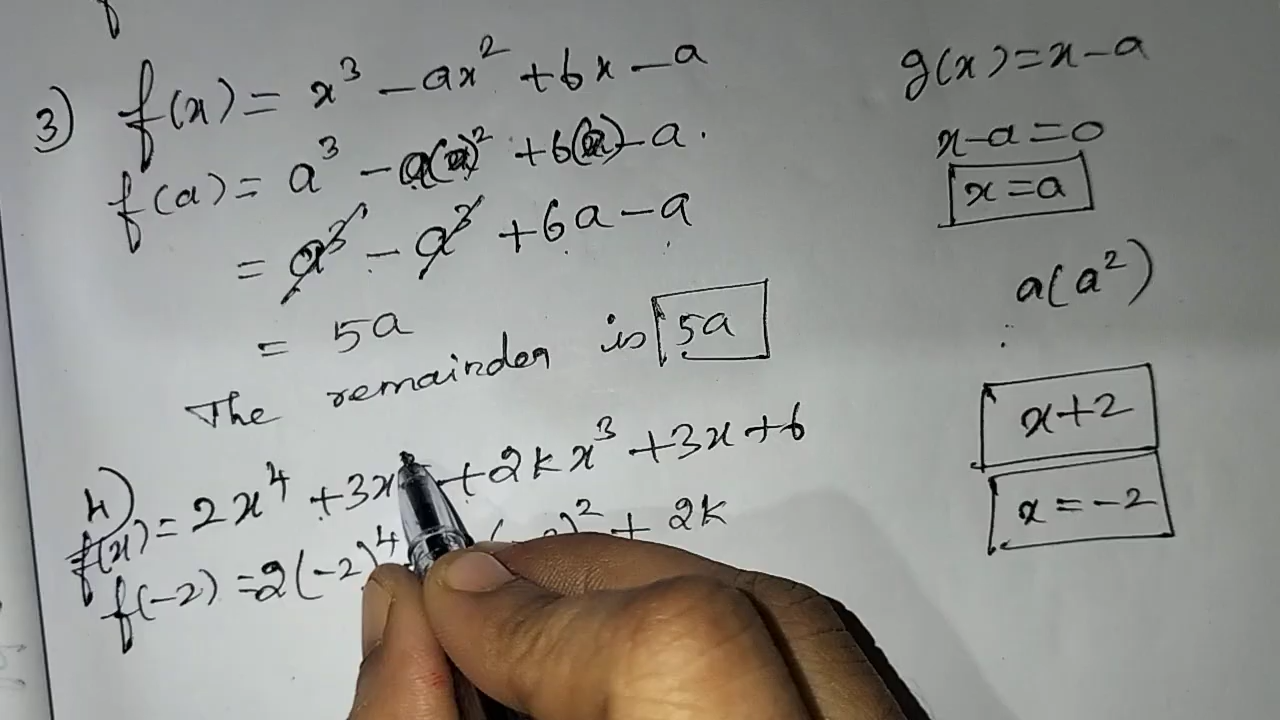 3) f(x) = x³ - ax² + 6x - a
f(a) = a³ - a(a)² + 6(a) - a.
= a³ - a³ + 6a - a
= 5a
The remainder is 5a
4)
f(x) = 2x⁴ + 3x + 2kx³ + 3x + 6
f(-2) = 2(-2)⁴ )² + 2k
g(x) = x - a
x - a = 0
x = a
a(a²)
x + 2
x = -2